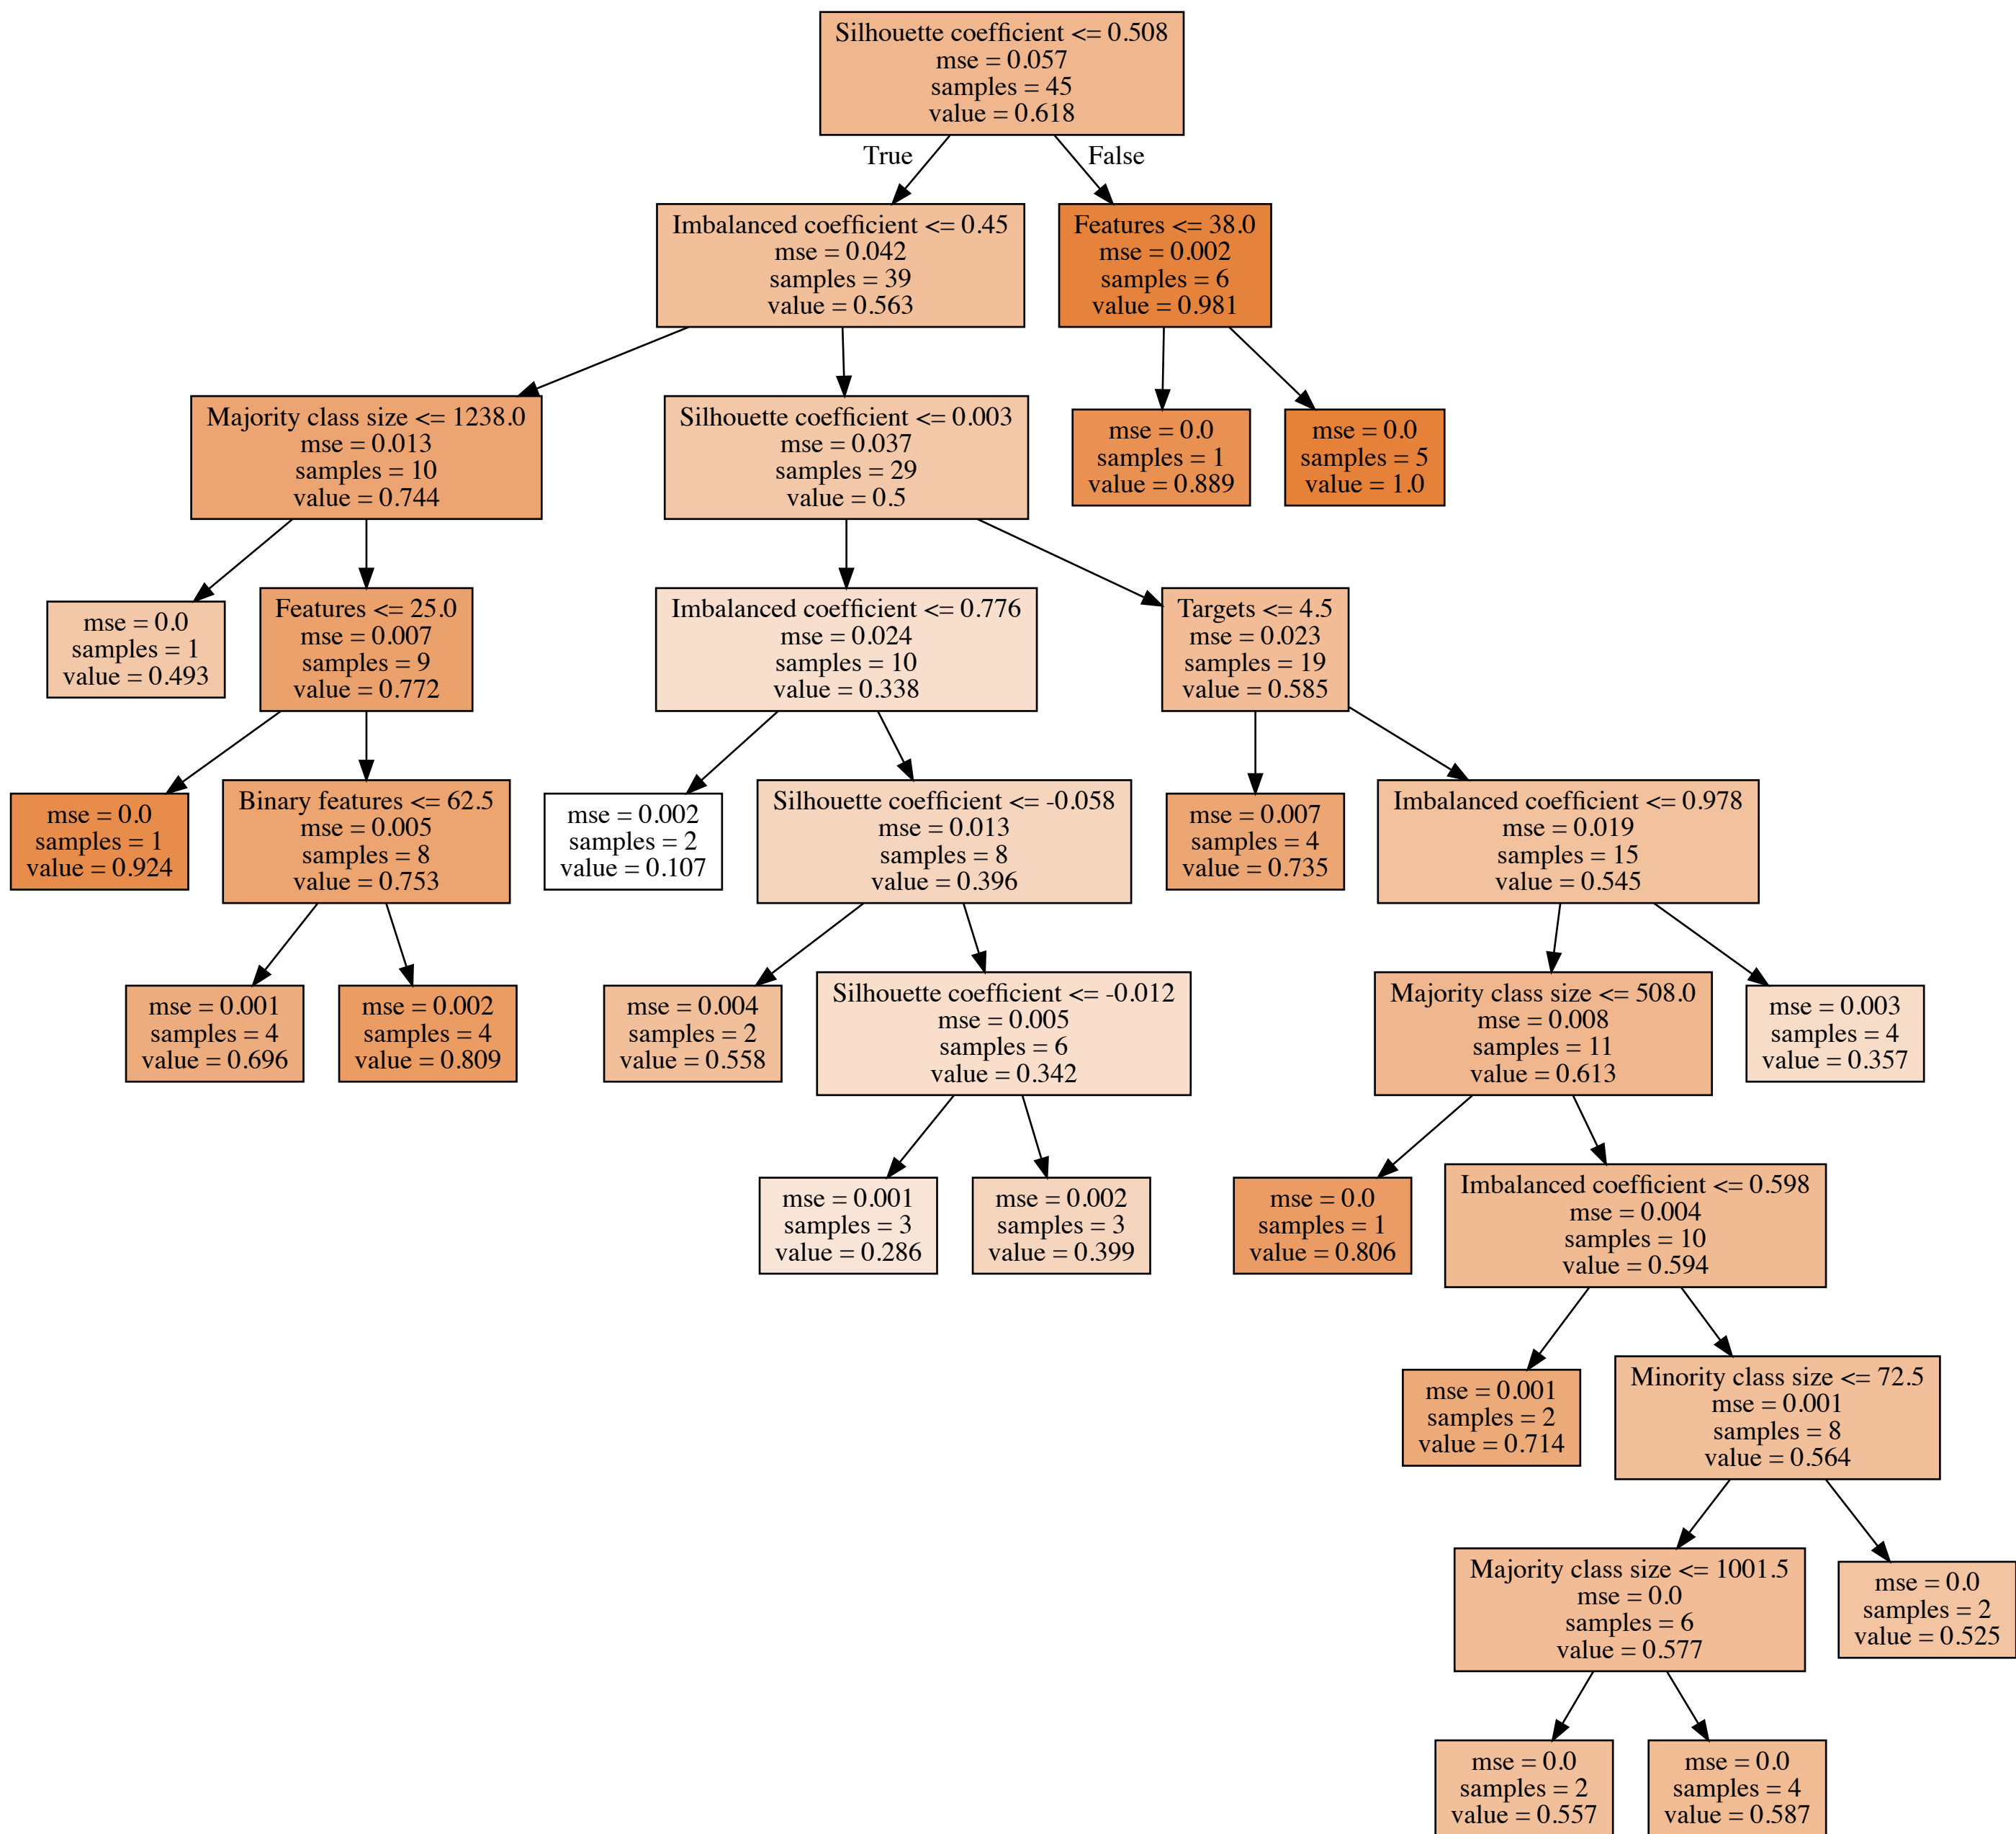 Silhouette coefficient <= 0.508
mse = 0.057
samples = 45
value = 0.618
True
False
Imbalanced coefficient <= 0.45
mse = 0.042
samples = 39
value = 0.563
Features <= 38.0
mse = 0.002
samples = 6
value = 0.981
Majority class size <= 1238.0
mse = 0.013
samples = 10
value = 0.744
Silhouette coefficient <= 0.003
mse = 0.037
samples = 29
value = 0.5
mse = 0.0
samples = 1
value = 0.889
mse = 0.0
samples = 5
value = 1.0
mse = 0.0
samples = 1
value = 0.493
Features <= 25.0
mse = 0.007
samples = 9
value = 0.772
Imbalanced coefficient <= 0.776
mse = 0.024
samples = 10
value = 0.338
Targets <= 4.5
mse = 0.023
samples = 19
value = 0.585
mse = 0.0
samples = 1
value = 0.924
Binary features <= 62.5
mse = 0.005
samples = 8
value = 0.753
mse = 0.002
samples = 2
value = 0.107
Silhouette coefficient <= -0.058
mse = 0.013
samples = 8
value = 0.396
mse = 0.007
samples = 4
value = 0.735
Imbalanced coefficient <= 0.978
mse = 0.019
samples = 15
value = 0.545
mse = 0.001
samples = 4
value = 0.696
mse = 0.002
samples = 4
value = 0.809
mse = 0.004
samples = 2
value = 0.558
Silhouette coefficient <= -0.012
mse = 0.005
samples = 6
value = 0.342
Majority class size <= 508.0
mse = 0.008
samples = 11
value = 0.613
mse = 0.003
samples = 4
value = 0.357
mse = 0.001
samples = 3
value = 0.286
mse = 0.002
samples = 3
value = 0.399
mse = 0.0
samples = 1
value = 0.806
Imbalanced coefficient <= 0.598
mse = 0.004
samples = 10
value = 0.594
mse = 0.001
samples = 2
value = 0.714
Minority class size <= 72.5
mse = 0.001
samples = 8
value = 0.564
Majority class size <= 1001.5
mse = 0.0
samples = 6
value = 0.577
mse = 0.0
samples = 2
value = 0.525
mse = 0.0
samples = 2
value = 0.557
mse = 0.0
samples = 4
value = 0.587